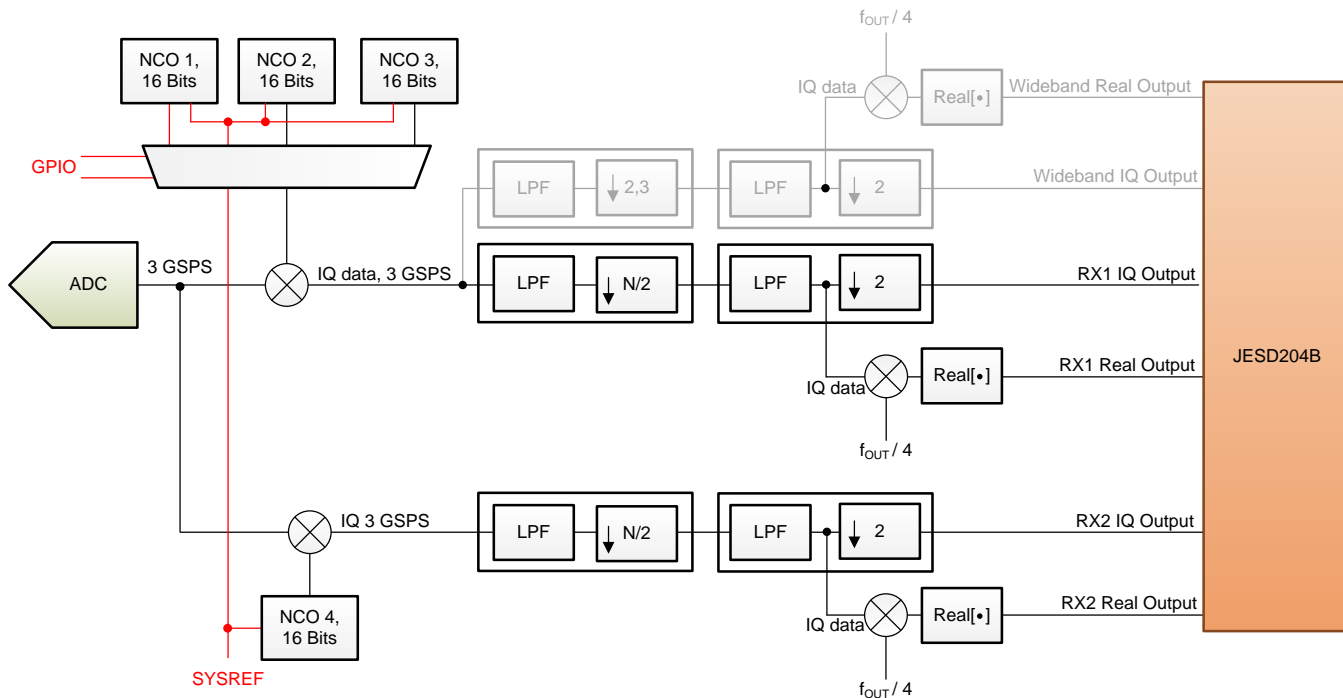 f_OUT / 4
NCO 1,
16 Bits
NCO 2,
16 Bits
NCO 3,
16 Bits
IQ data
Real[•]
Wideband Real Output
GPIO
LPF
2,3
LPF
2
Wideband IQ Output
ADC
3 GSPS
IQ data, 3 GSPS
LPF
N/2
LPF
2
RX1 IQ Output
JESD204B
IQ data
Real[•]
RX1 Real Output
f_OUT / 4
IQ 3 GSPS
LPF
N/2
LPF
2
RX2 IQ Output
NCO 4,
16 Bits
IQ data
Real[•]
RX2 Real Output
SYSREF
f_OUT / 4